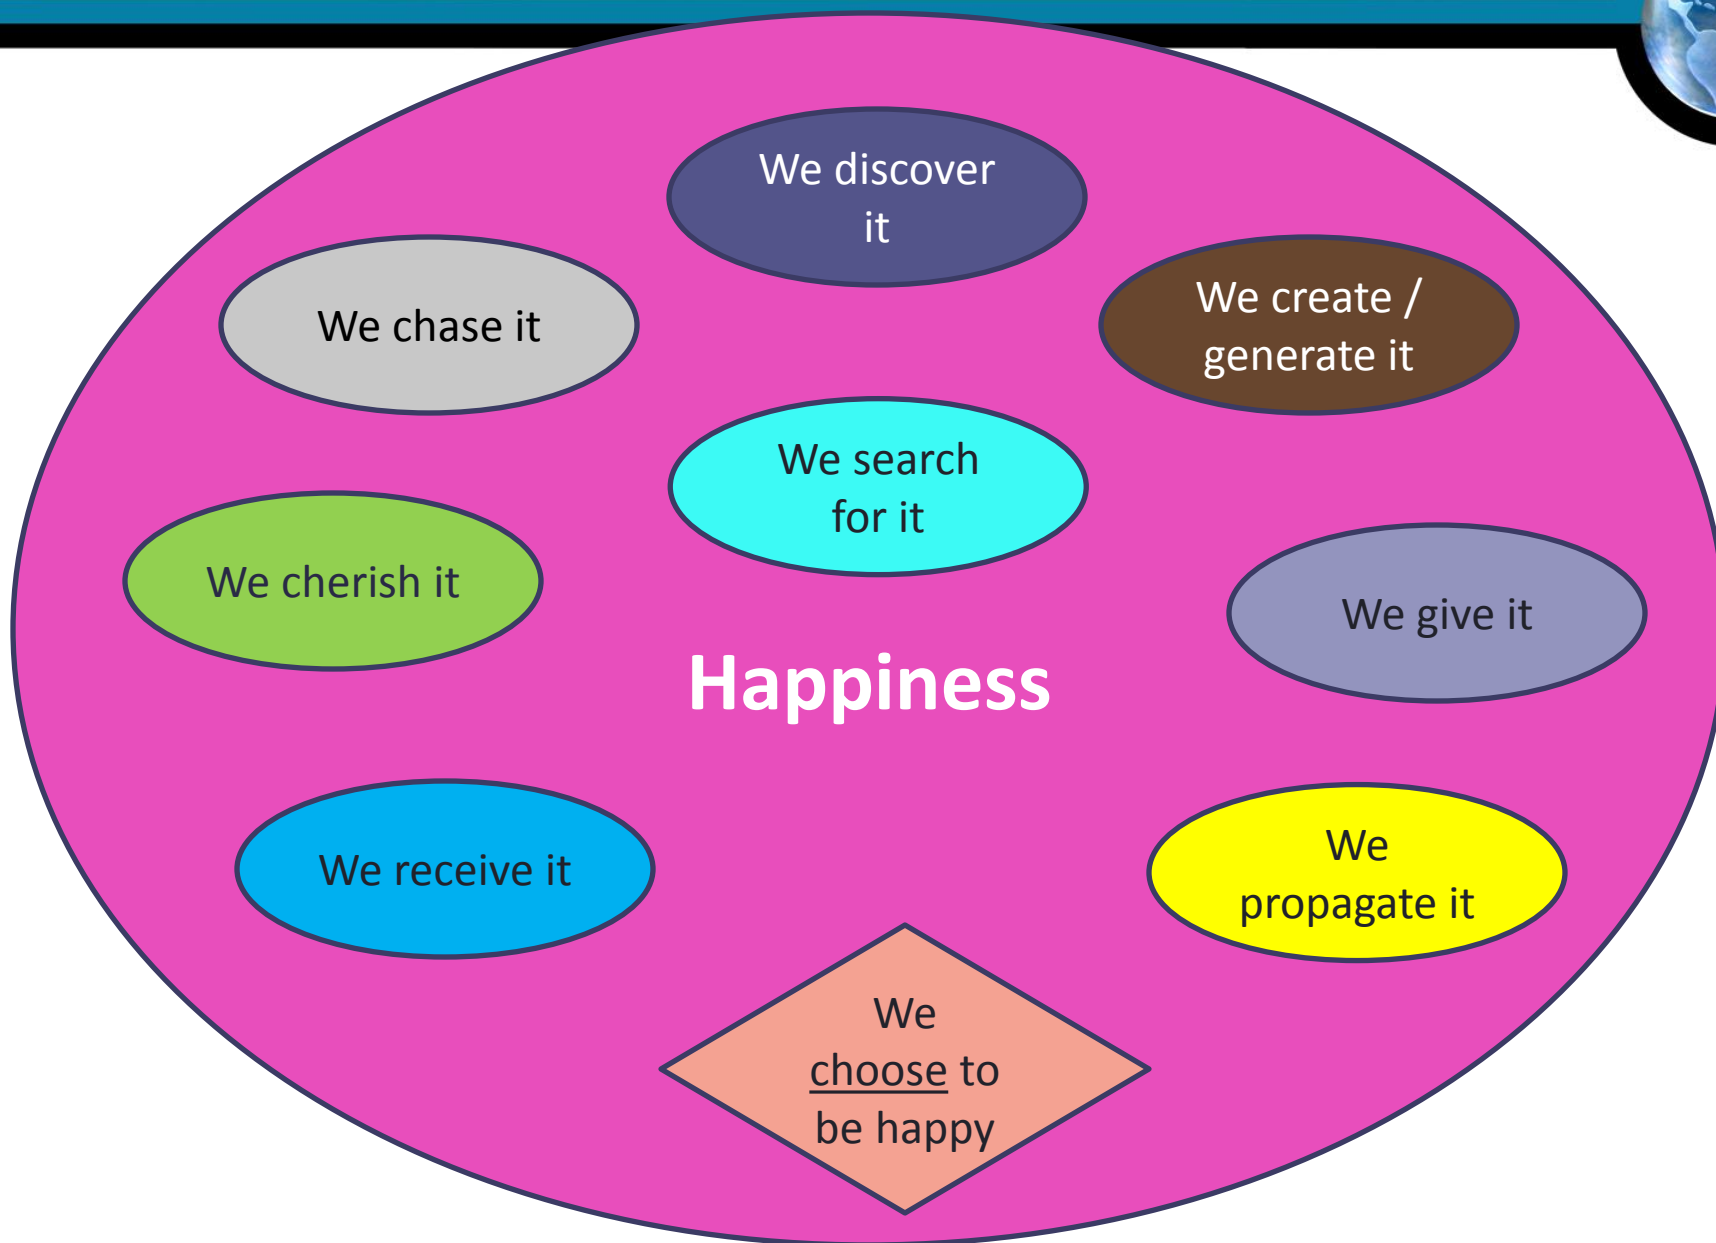 We discover
it
We chase it
We create /
generate it
We search
for it
We cherish it
We give it
Happiness
We receive it
We
propagate it
We
choose to
be happy